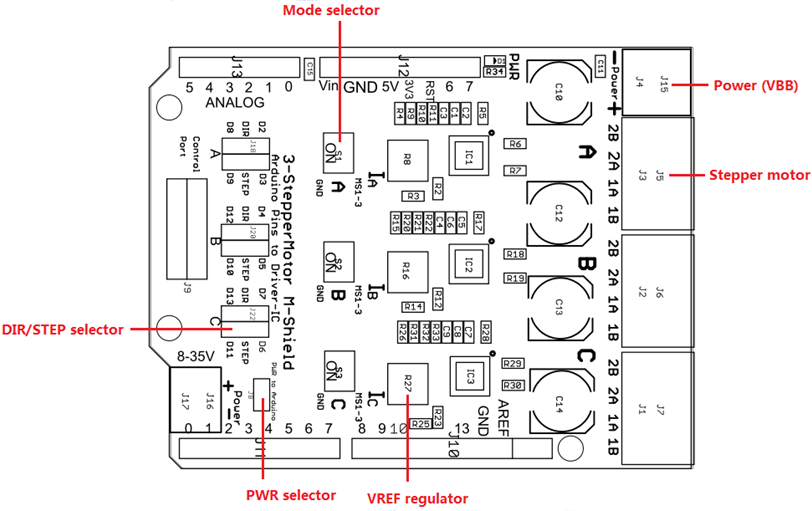 Mode selector
J13
C15
J12
D1
R34
PWR
C11
Power
J4
J15
Power (VBB)
5 4 3 2 1 0
ANALOG
Vin GND 5V 3V3 RST 6 7
C10
R4 R9 R10 R11 C3 C1 C2 R5
D8 DIR D2
A
J18
D9 STEP D3
Control Port
J9
S1
ON
GND
A
MS1-3
IA
R8
IC1
R6
R7
R3
R2
A
2B 2A 1A 1B
J3
J5
Stepper motor
3-StepperMotor M-Shield
Arduino Pins to Driver-IC
D12 DIR D4
B
J20
D10 STEP D5
R15 R20 R21 R22 C4 C6 C5 R17
C12
S2
ON
GND
B
MS1-3
IB
R16
IC2
R18
R19
R14
R12
B
2B 2A 1A 1B
J2
J6
D13 DIR D7
C
J22
D11 STEP D6
DIR/STEP selector
R26 R31 R32 R33 C9 C8 C7 R28
C13
S3
ON
GND
C
MS1-3
IC
R27
IC3
R29
R30
R25
R23
C
C14
2B 2A 1A 1B
J1
J7
8-35V
J17
J16
Power
J8
PWR to Arduino
GND
AREF
0 1 2 3 4 5 6 7
8 9 10 13
J11
J10
PWR selector
VREF regulator